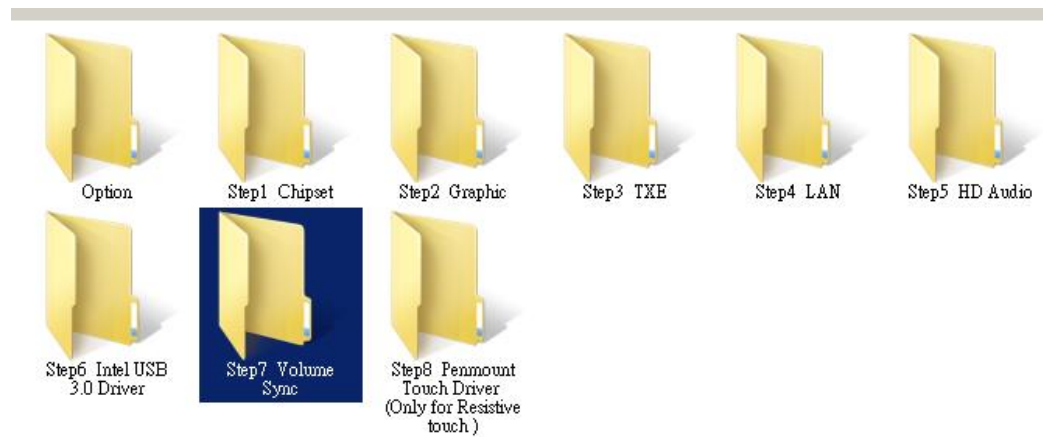 Option
Step1 Chipset
Step2 Graphic
Step3 TXE
Step4 LAN
Step5 HD Audio
Step6 Intel USB
3.0 Driver
Step7 Volume
Sync
Step8 Penmount
Touch Driver
(Only for Resistive
touch )